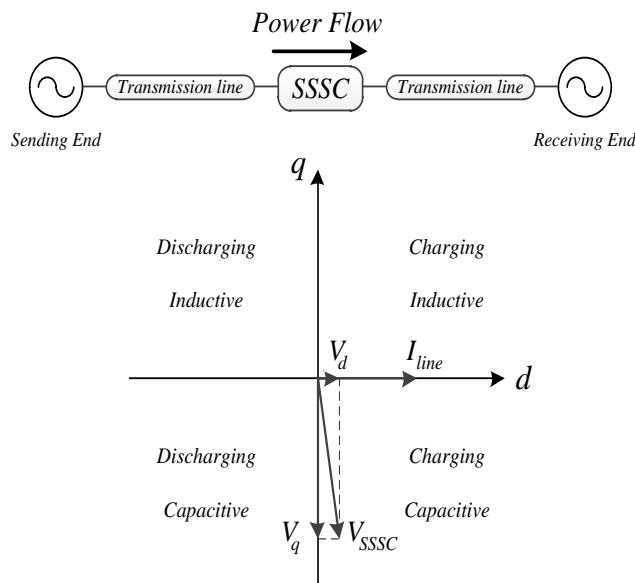 Power Flow
Transmission line
SSSC
Transmission line
Sending End
Receiving End
q
Discharging
Charging
Inductive
Inductive
V_d
I_line
d
Discharging
Charging
Capacitive
Capacitive
V_q
V_SSSC